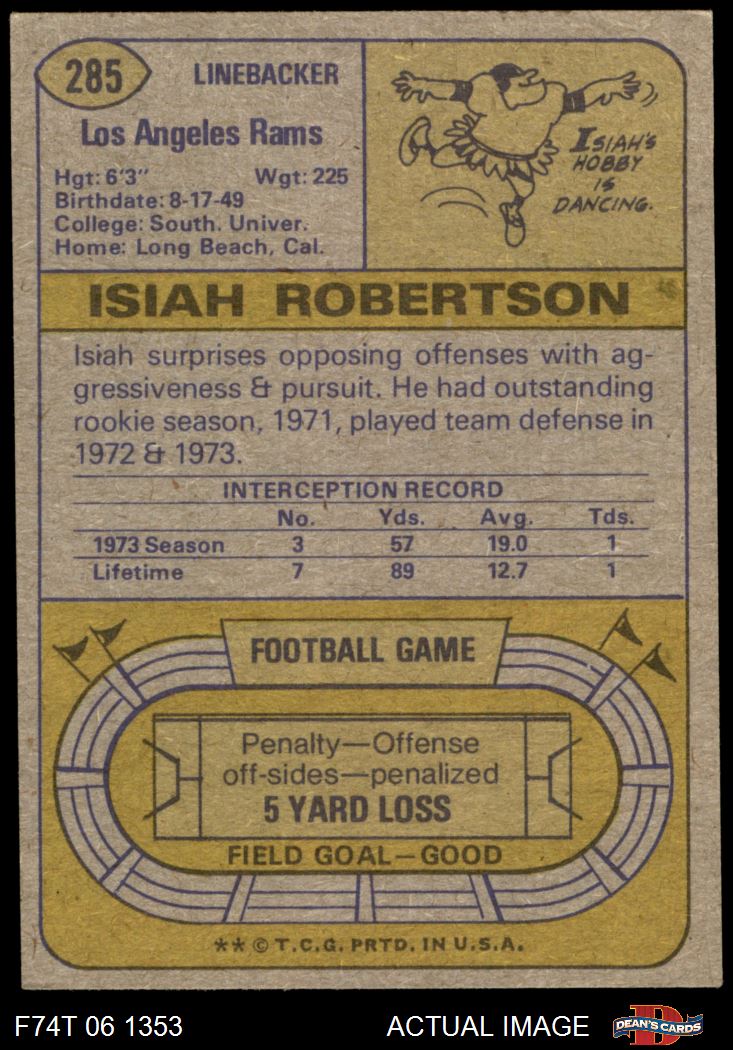 285
LINEBACKER
Los Angeles Rams
Hgt: 6'3" Wgt: 225
Birthdate: 8-17-49
College: South. Univer.
Home: Long Beach, Cal.
ISIAH'S
HOBBY
IS
DANCING.
ISIAH ROBERTSON
Isiah surprises opposing offenses with ag-
gressiveness & pursuit. He had outstanding
rookie season, 1971, played team defense in
1972 & 1973.
INTERCEPTION RECORD
No. Yds. Avg. Tds.
1973 Season 3 57 19.0 1
Lifetime 7 89 12.7 1
FOOTBALL GAME
Penalty—Offense
off-sides—penalized
5 YARD LOSS
FIELD GOAL—GOOD
** © T.C.G. PRTD. IN U.S.A.
F74T 06 1353 ACTUAL IMAGE
D
DEAN'S CARDS